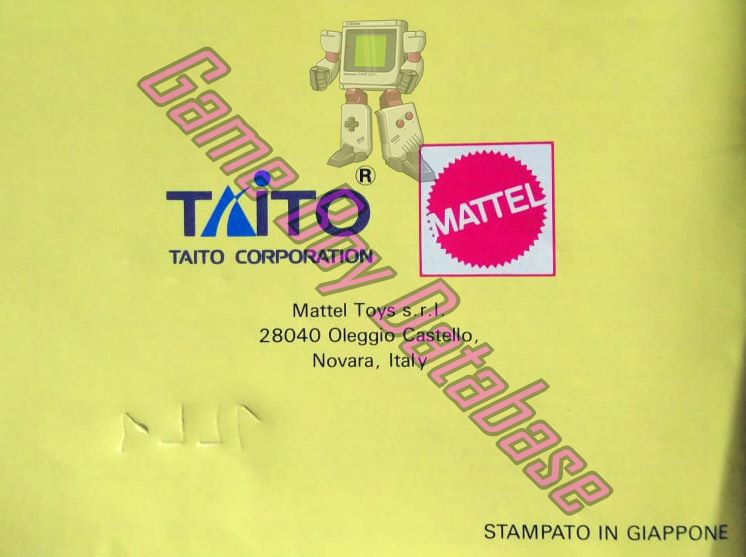 Game Boy Database
®
TAITO
TAITO CORPORATION
MATTEL
Mattel Toys s.r.l.
28040 Oleggio Castello,
Novara, Italy
STAMPATO IN GIAPPONE